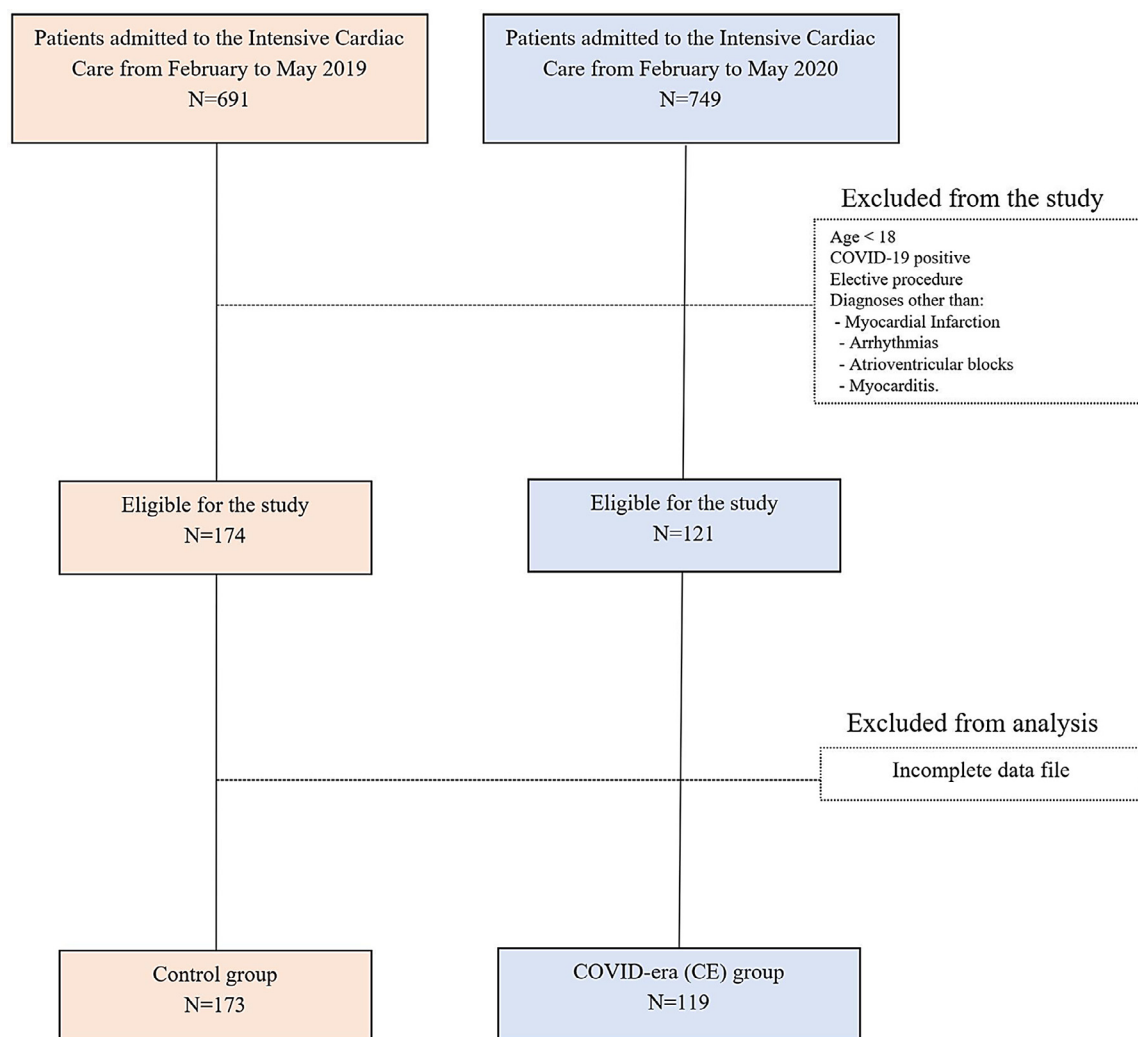 Patients admitted to the Intensive Cardiac
Care from February to May 2019
N=691
Patients admitted to the Intensive Cardiac
Care from February to May 2020
N=749
Excluded from the study
Age < 18
COVID-19 positive
Elective procedure
Diagnoses other than:
- Myocardial Infarction
- Arrhythmias
- Atrioventricular blocks
- Myocarditis.
Eligible for the study
N=174
Eligible for the study
N=121
Excluded from analysis
Incomplete data file
Control group
N=173
COVID-era (CE) group
N=119